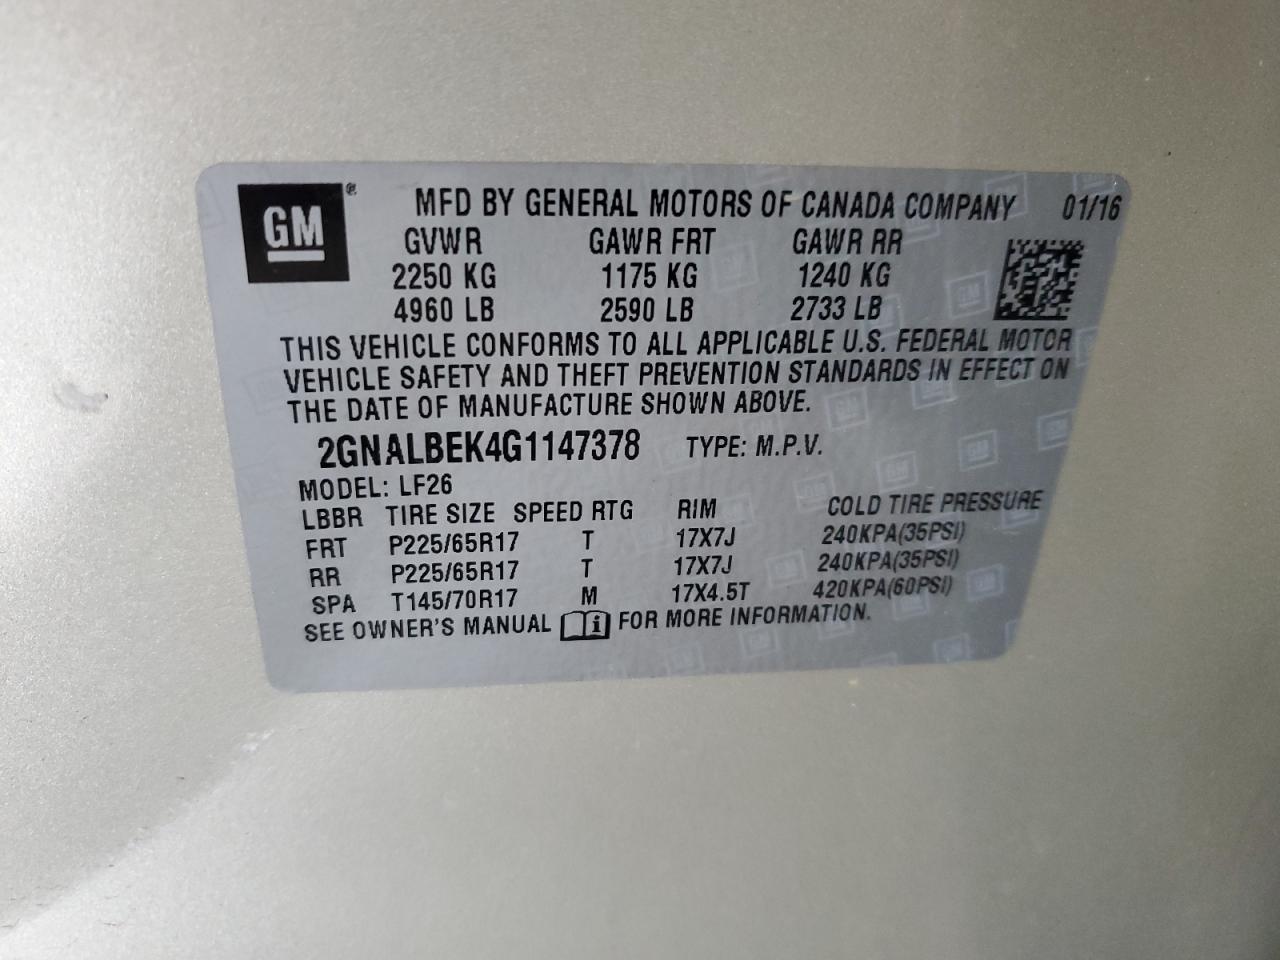 GM ® MFD BY GENERAL MOTORS OF CANADA COMPANY 01/16
GVWR GAWR FRT GAWR RR
2250 KG 1175 KG 1240 KG
4960 LB 2590 LB 2733 LB
THIS VEHICLE CONFORMS TO ALL APPLICABLE U.S. FEDERAL MOTOR
VEHICLE SAFETY AND THEFT PREVENTION STANDARDS IN EFFECT ON
THE DATE OF MANUFACTURE SHOWN ABOVE.
2GNALBEK4G1147378 TYPE: M.P.V.
MODEL: LF26
LBBR TIRE SIZE SPEED RTG RIM COLD TIRE PRESSURE
FRT P225/65R17 T 17X7J 240KPA(35PSI)
RR P225/65R17 T 17X7J 240KPA(35PSI)
SPA T145/70R17 M 17X4.5T 420KPA(60PSI)
SEE OWNER'S MANUAL i FOR MORE INFORMATION.